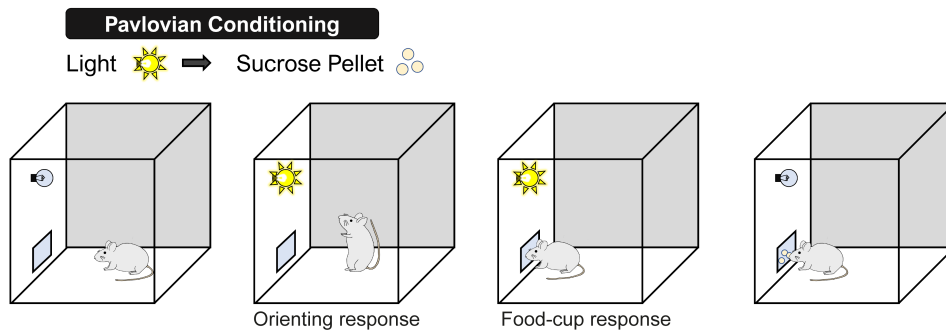 Pavlovian Conditioning
Light Sucrose Pellet
Orienting response Food-cup response